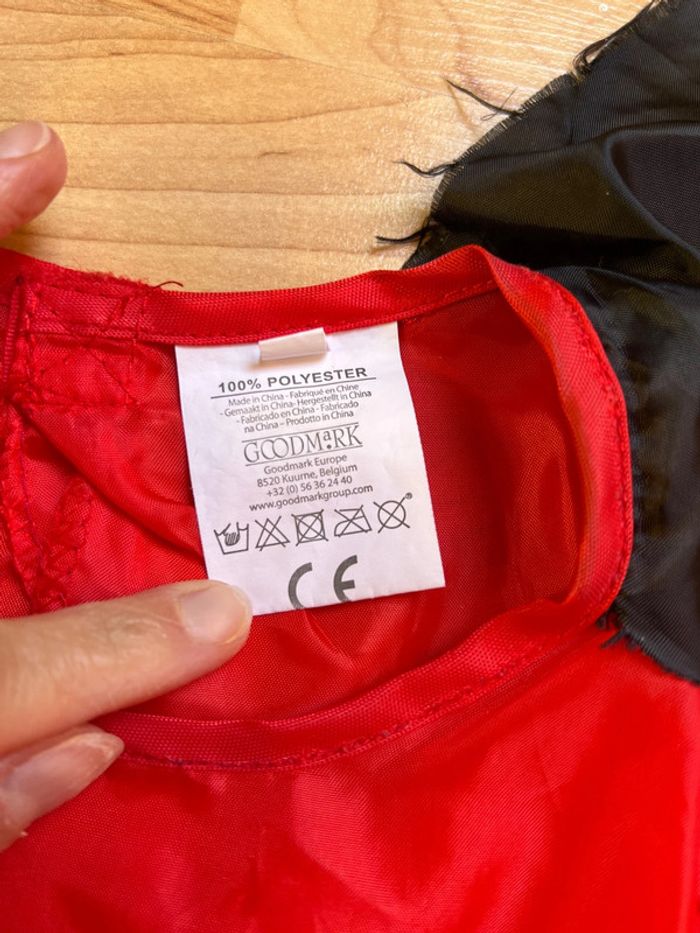 100% POLYESTER
Made in China - Fabriqué en Chine
- Gemaakt in China- Hergestellt in China
- Fabricado en China - Fabricado
na China – Prodotto in China
GOODMaRK
Goodmark Europe
8520 Kuurne, Belgium
+32 (0) 56 36 24 40
www.goodmarkgroup.com
®
CE